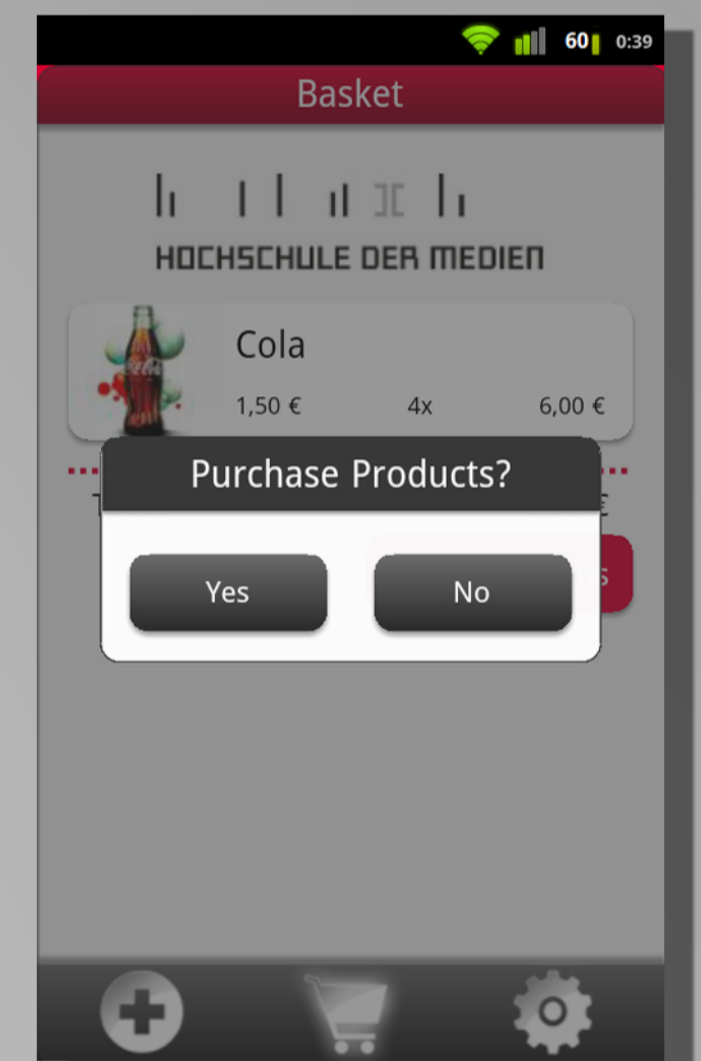 60 0:39
Basket
HOCHSCHULE DER MEDIEN
Cola
1,50 € 4x 6,00 €
Purchase Products?
€
Yes No